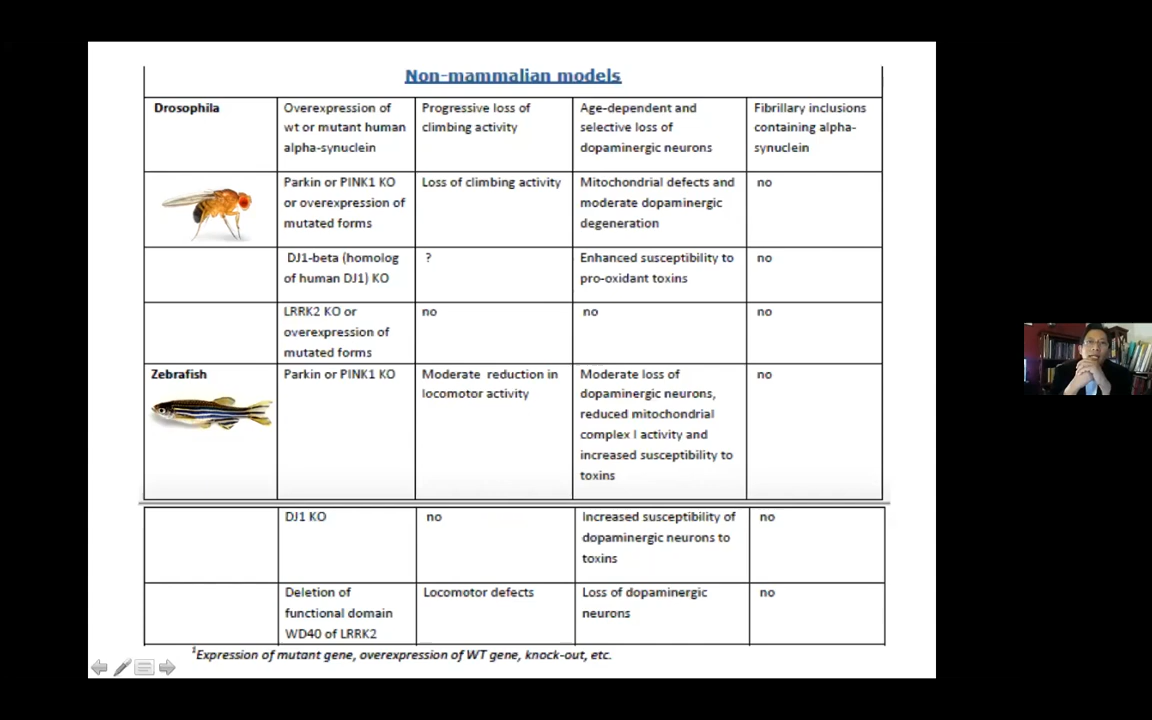 Non-mammalian models
Drosophila
Overexpression of
wt or mutant human
alpha-synuclein
Progressive loss of
climbing activity
Age-dependent and
selective loss of
dopaminergic neurons
Fibrillary inclusions
containing alpha-
synuclein
Parkin or PINK1 KO
or overexpression of
mutated forms
Loss of climbing activity
Mitochondrial defects and
moderate dopaminergic
degeneration
no
DJ1-beta (homolog
of human DJ1) KO
?
Enhanced susceptibility to
pro-oxidant toxins
no
LRRK2 KO or
overexpression of
mutated forms
no
no
no
Zebrafish
Parkin or PINK1 KO
Moderate reduction in
locomotor activity
Moderate loss of
dopaminergic neurons,
reduced mitochondrial
complex I activity and
increased susceptibility to
toxins
no
DJ1 KO
no
Increased susceptibility of
dopaminergic neurons to
toxins
no
Deletion of
functional domain
WD40 of LRRK2
Locomotor defects
Loss of dopaminergic
neurons
no
1Expression of mutant gene, overexpression of WT gene, knock-out, etc.